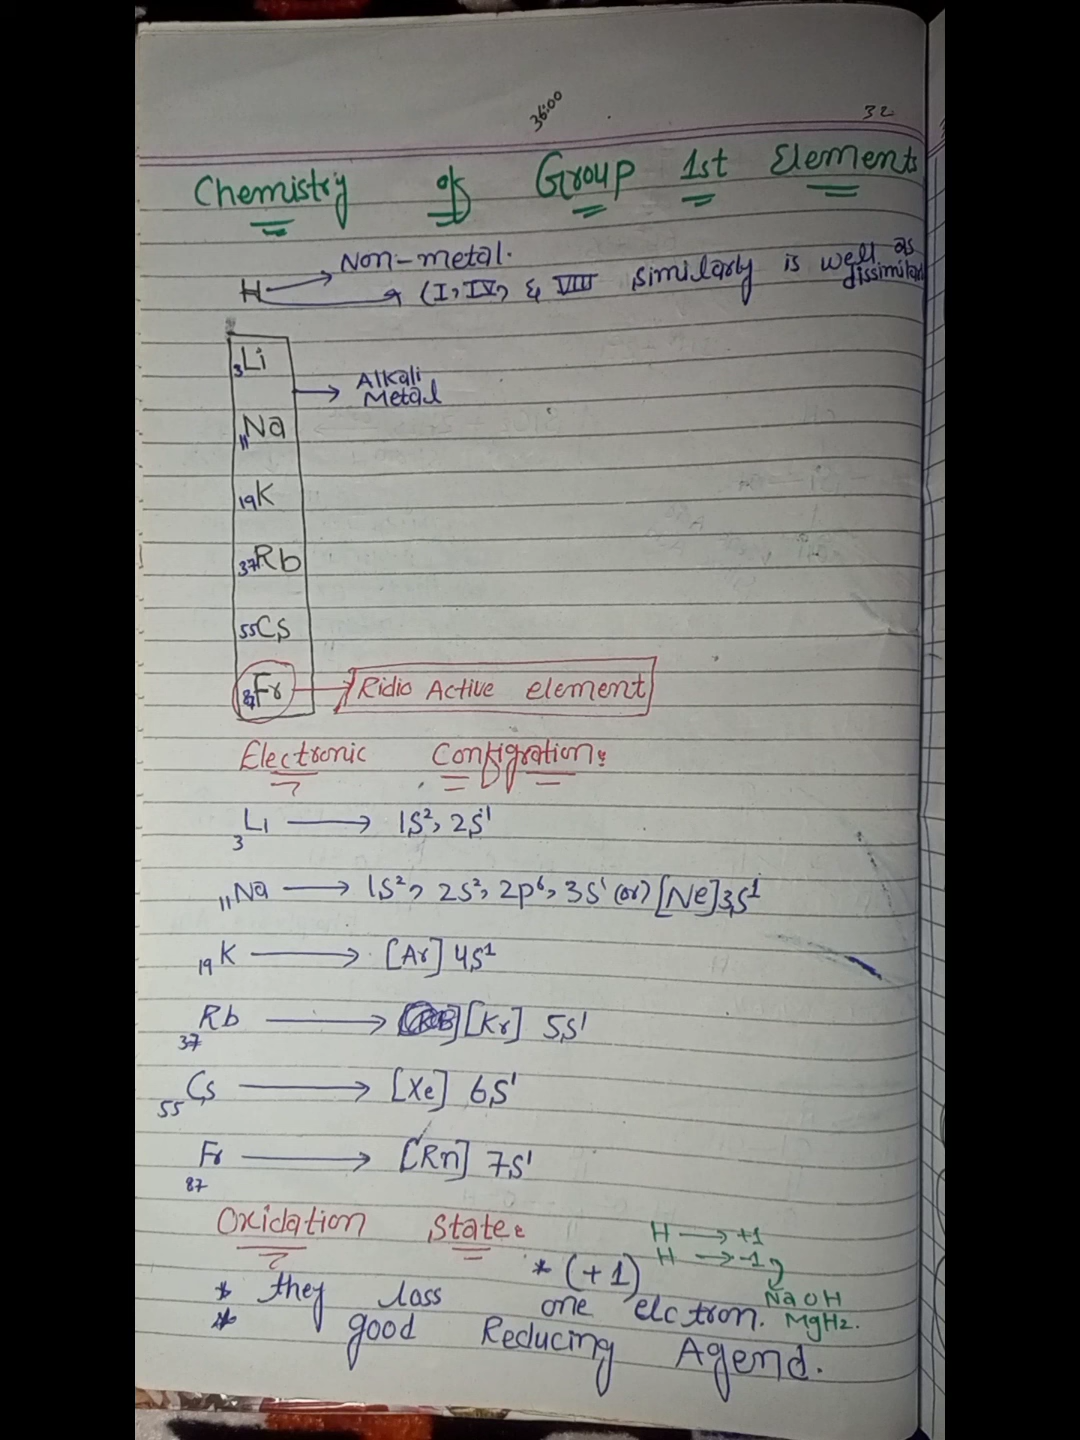 36:00
32
Chemistry of Group 1st Elements
Non-metal.
H (I, IV, & VIII similarly is well as dissimilar
3Li
Alkali
Metal
11Na
19K
37Rb
55Cs
87Fr → Ridio Active element
Electronic Configration:
3Li → 1S², 2S¹
11Na → 1S², 2S², 2p⁶, 3S¹ (or) [Ne]3S¹
19K → [Ar] 4S¹
37Rb → [Kr] 5S¹
55Cs → [Xe] 6S¹
87Fr → [Rn] 7S¹
Oxidation State:
H → +1
H → -1
* (+1)
NaOH
MgH2.
* they loss one elctron.
* good Reducing Agend.